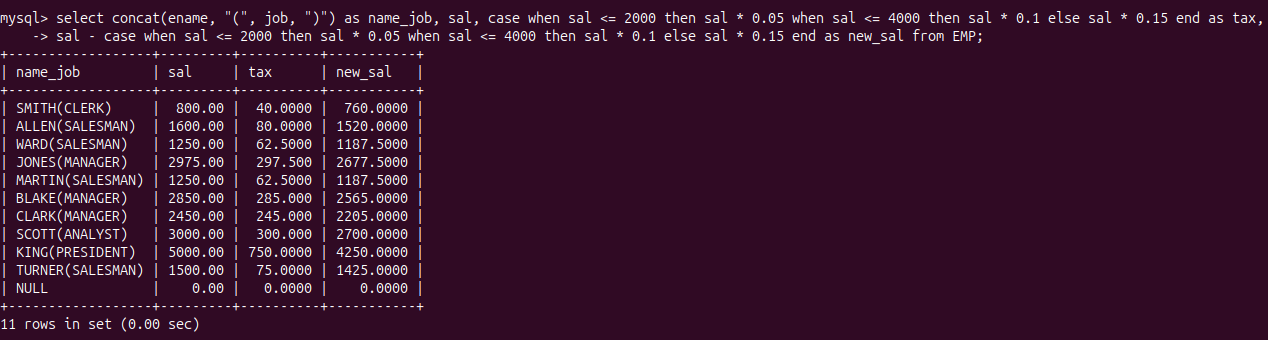 mysql> select concat(ename, "(", job, ")") as name_job, sal, case when sal <= 2000 then sal * 0.05 when sal <= 4000 then sal * 0.1 else sal * 0.15 end as tax,
    -> sal - case when sal <= 2000 then sal * 0.05 when sal <= 4000 then sal * 0.1 else sal * 0.15 end as new_sal from EMP;
+------------------+---------+----------+-----------+
| name_job         | sal     | tax      | new_sal   |
+------------------+---------+----------+-----------+
| SMITH(CLERK)     |  800.00 |  40.0000 |  760.0000 |
| ALLEN(SALESMAN)  | 1600.00 |  80.0000 | 1520.0000 |
| WARD(SALESMAN)   | 1250.00 |  62.5000 | 1187.5000 |
| JONES(MANAGER)   | 2975.00 |  297.500 | 2677.5000 |
| MARTIN(SALESMAN) | 1250.00 |  62.5000 | 1187.5000 |
| BLAKE(MANAGER)   | 2850.00 |  285.000 | 2565.0000 |
| CLARK(MANAGER)   | 2450.00 |  245.000 | 2205.0000 |
| SCOTT(ANALYST)   | 3000.00 |  300.000 | 2700.0000 |
| KING(PRESIDENT)  | 5000.00 | 750.0000 | 4250.0000 |
| TURNER(SALESMAN) | 1500.00 |  75.0000 | 1425.0000 |
| NULL             |    0.00 |   0.0000 |    0.0000 |
+------------------+---------+----------+-----------+
11 rows in set (0.00 sec)